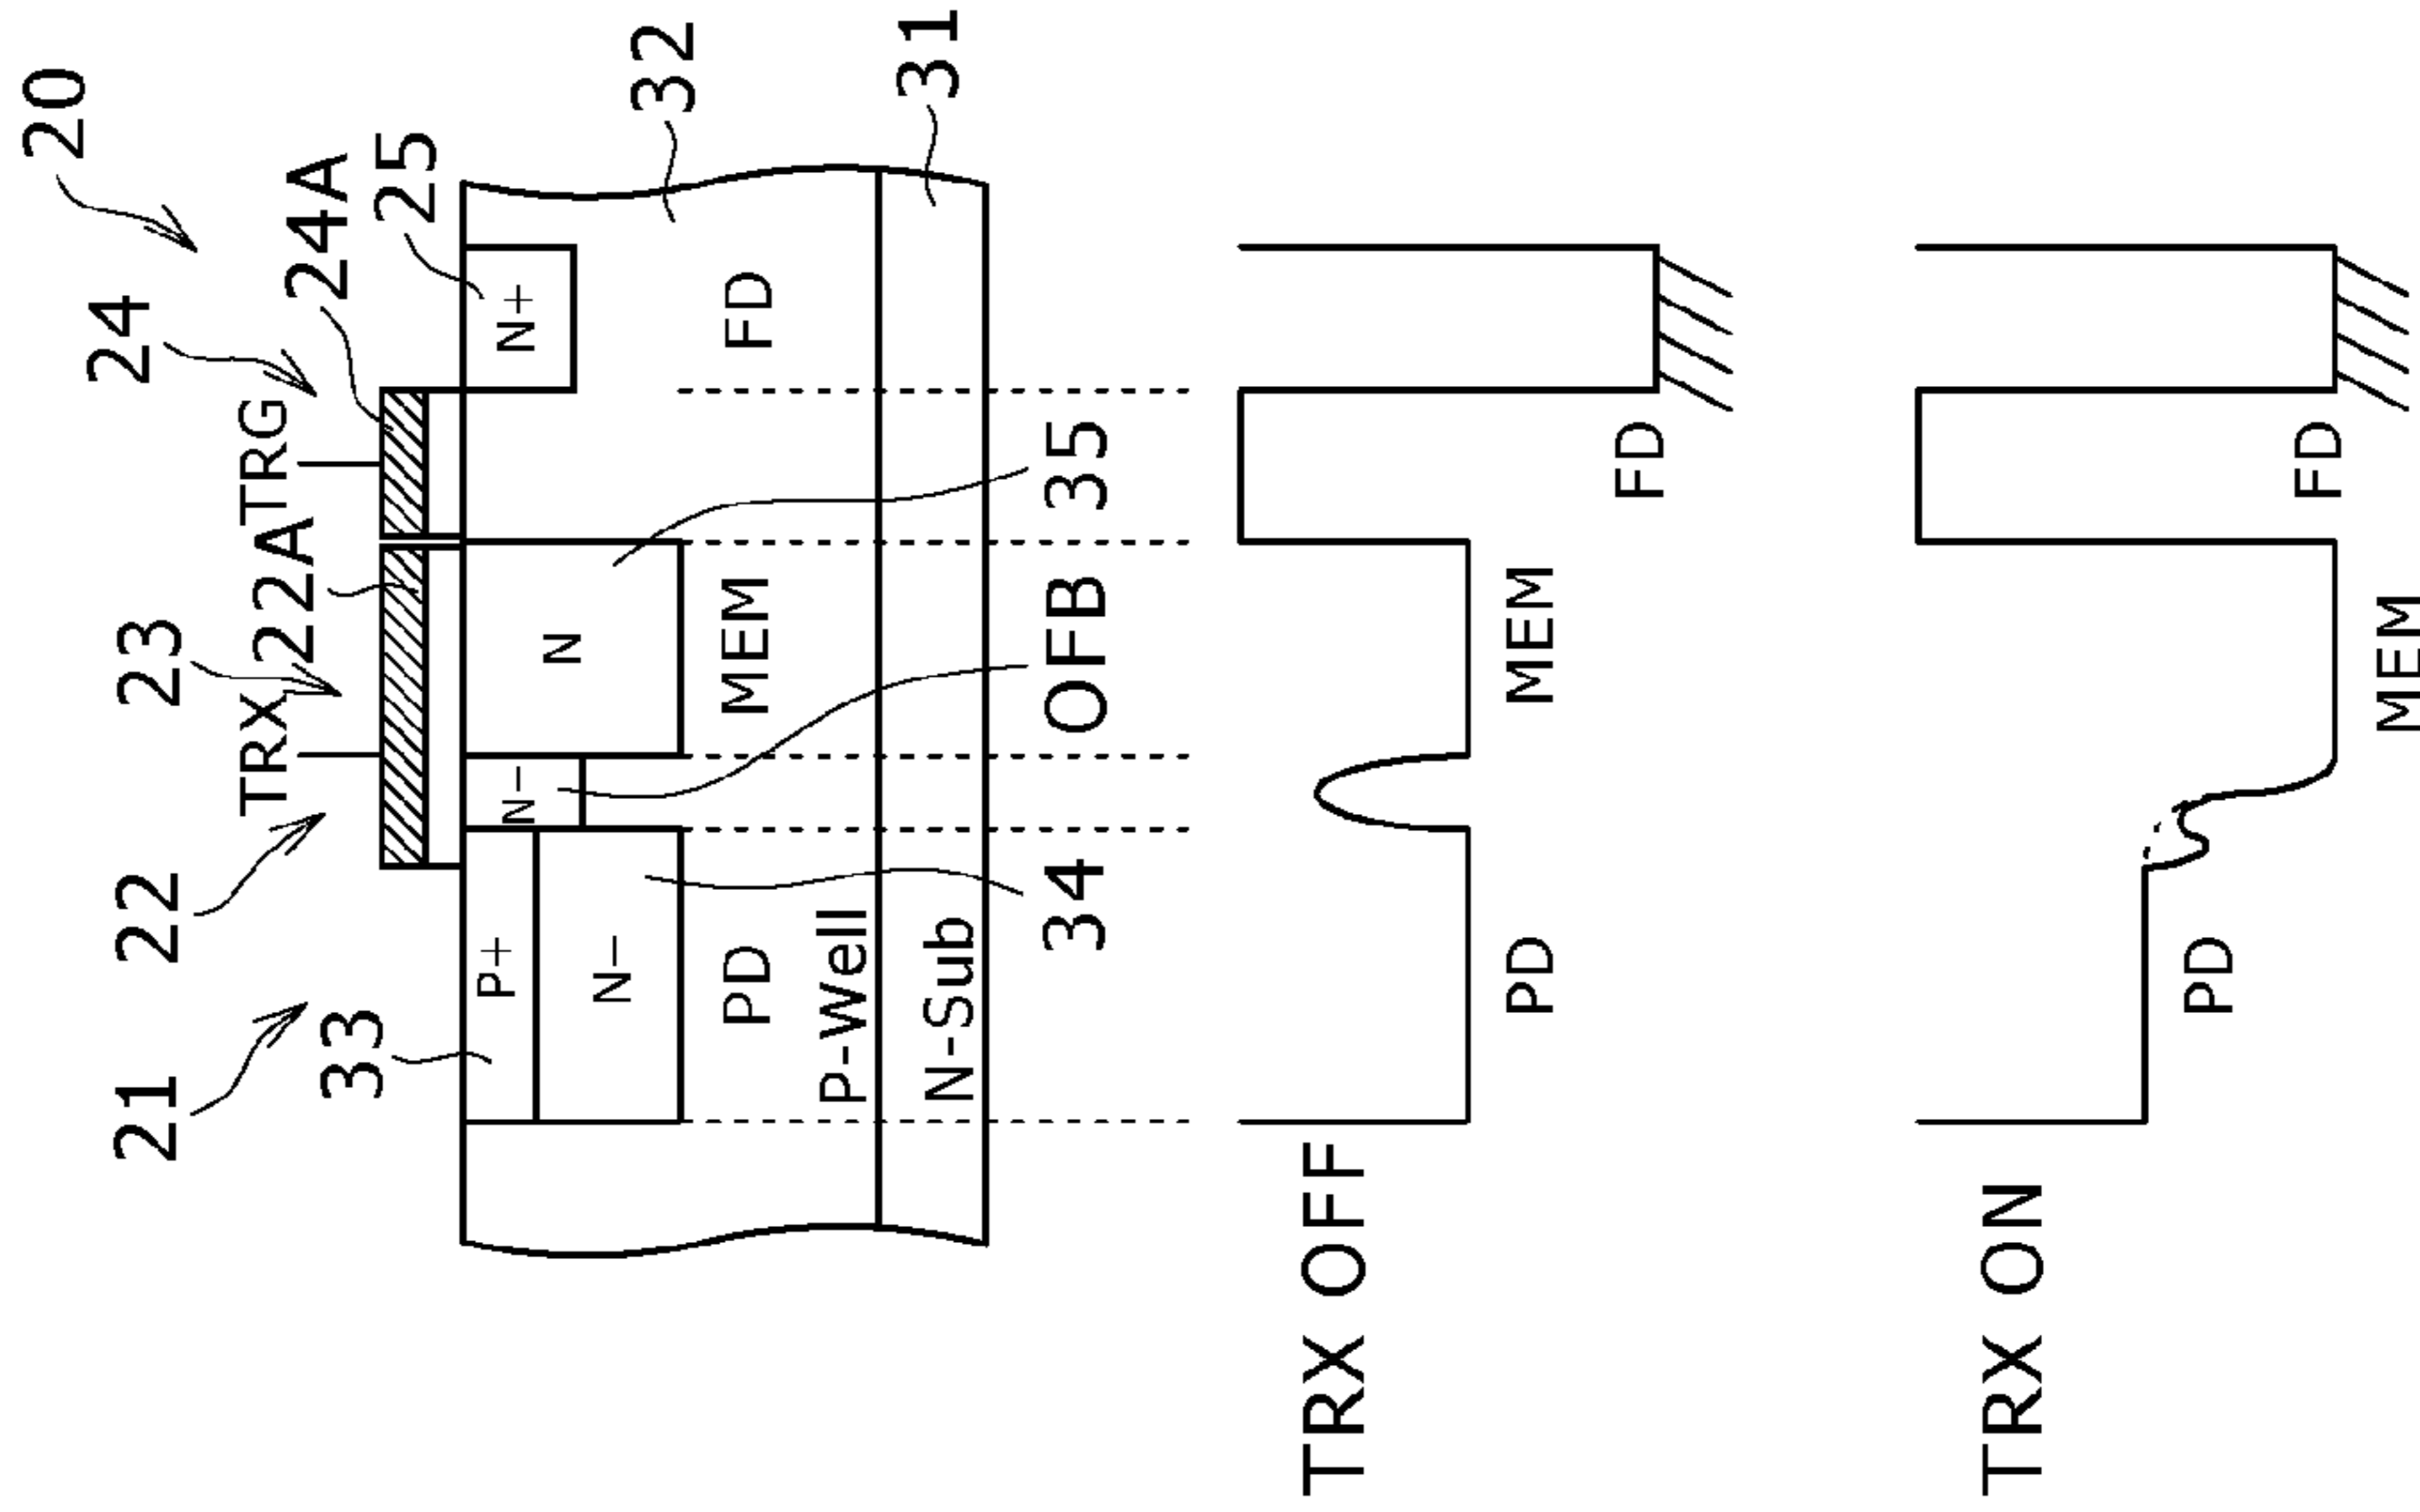 20
21
22
23
24
33
TRX
22A
TRG
24A
25
P+
N-
N-
N
N+
32
PD
MEM
FD
P-Well
N-Sub
31
34
OFB
35
TRX OFF
PD
MEM
FD
TRX ON
PD
MEM
FD